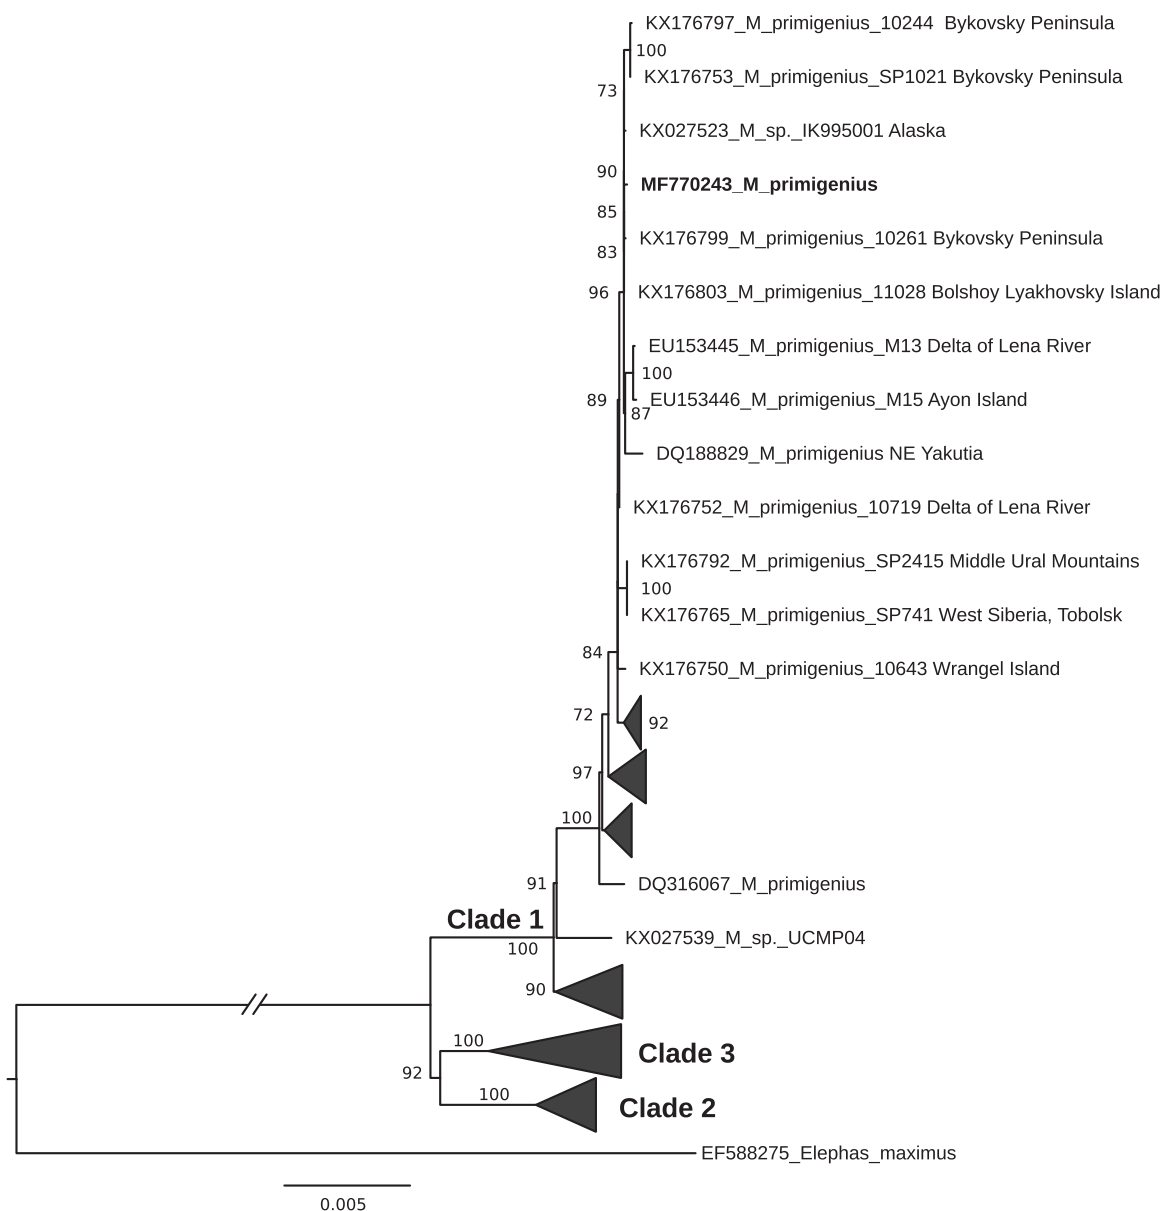 KX176797_M_primigenius_10244 Bykovsky Peninsula
100
KX176753_M_primigenius_SP1021 Bykovsky Peninsula
73
KX027523_M_sp._IK995001 Alaska
90
MF770243_M_primigenius
85
KX176799_M_primigenius_10261 Bykovsky Peninsula
83
96
KX176803_M_primigenius_11028 Bolshoy Lyakhovsky Island
EU153445_M_primigenius_M13 Delta of Lena River
100
89
EU153446_M_primigenius_M15 Ayon Island
87
DQ188829_M_primigenius NE Yakutia
KX176752_M_primigenius_10719 Delta of Lena River
KX176792_M_primigenius_SP2415 Middle Ural Mountains
100
KX176765_M_primigenius_SP741 West Siberia, Tobolsk
84
KX176750_M_primigenius_10643 Wrangel Island
72
92
97
100
DQ316067_M_primigenius
91
Clade 1
KX027539_M_sp._UCMP04
100
90
100
Clade 3
92
100
Clade 2
EF588275_Elephas_maximus
0.005